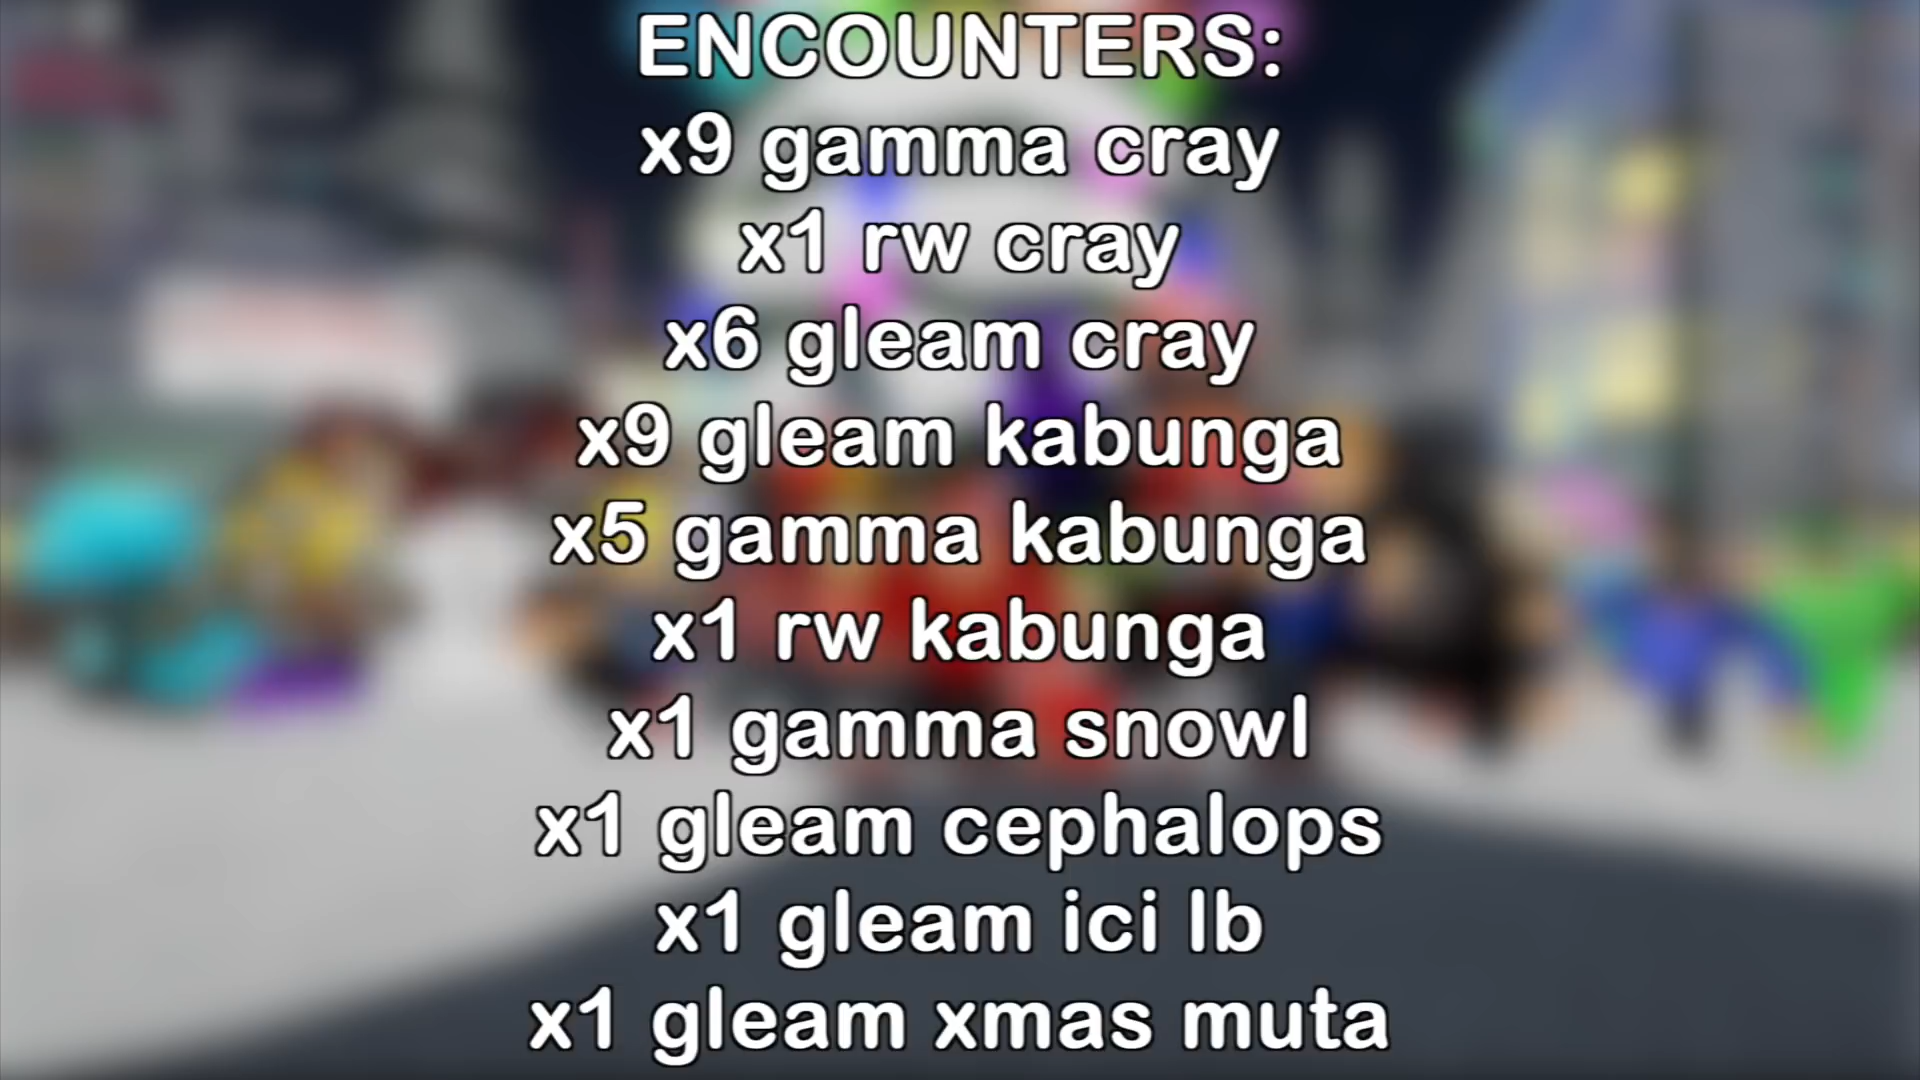 ENCOUNTERS:
x9 gamma cray
x1 rw cray
x6 gleam cray
x9 gleam kabunga
x5 gamma kabunga
x1 rw kabunga
x1 gamma snowl
x1 gleam cephalops
x1 gleam ici lb
x1 gleam xmas muta